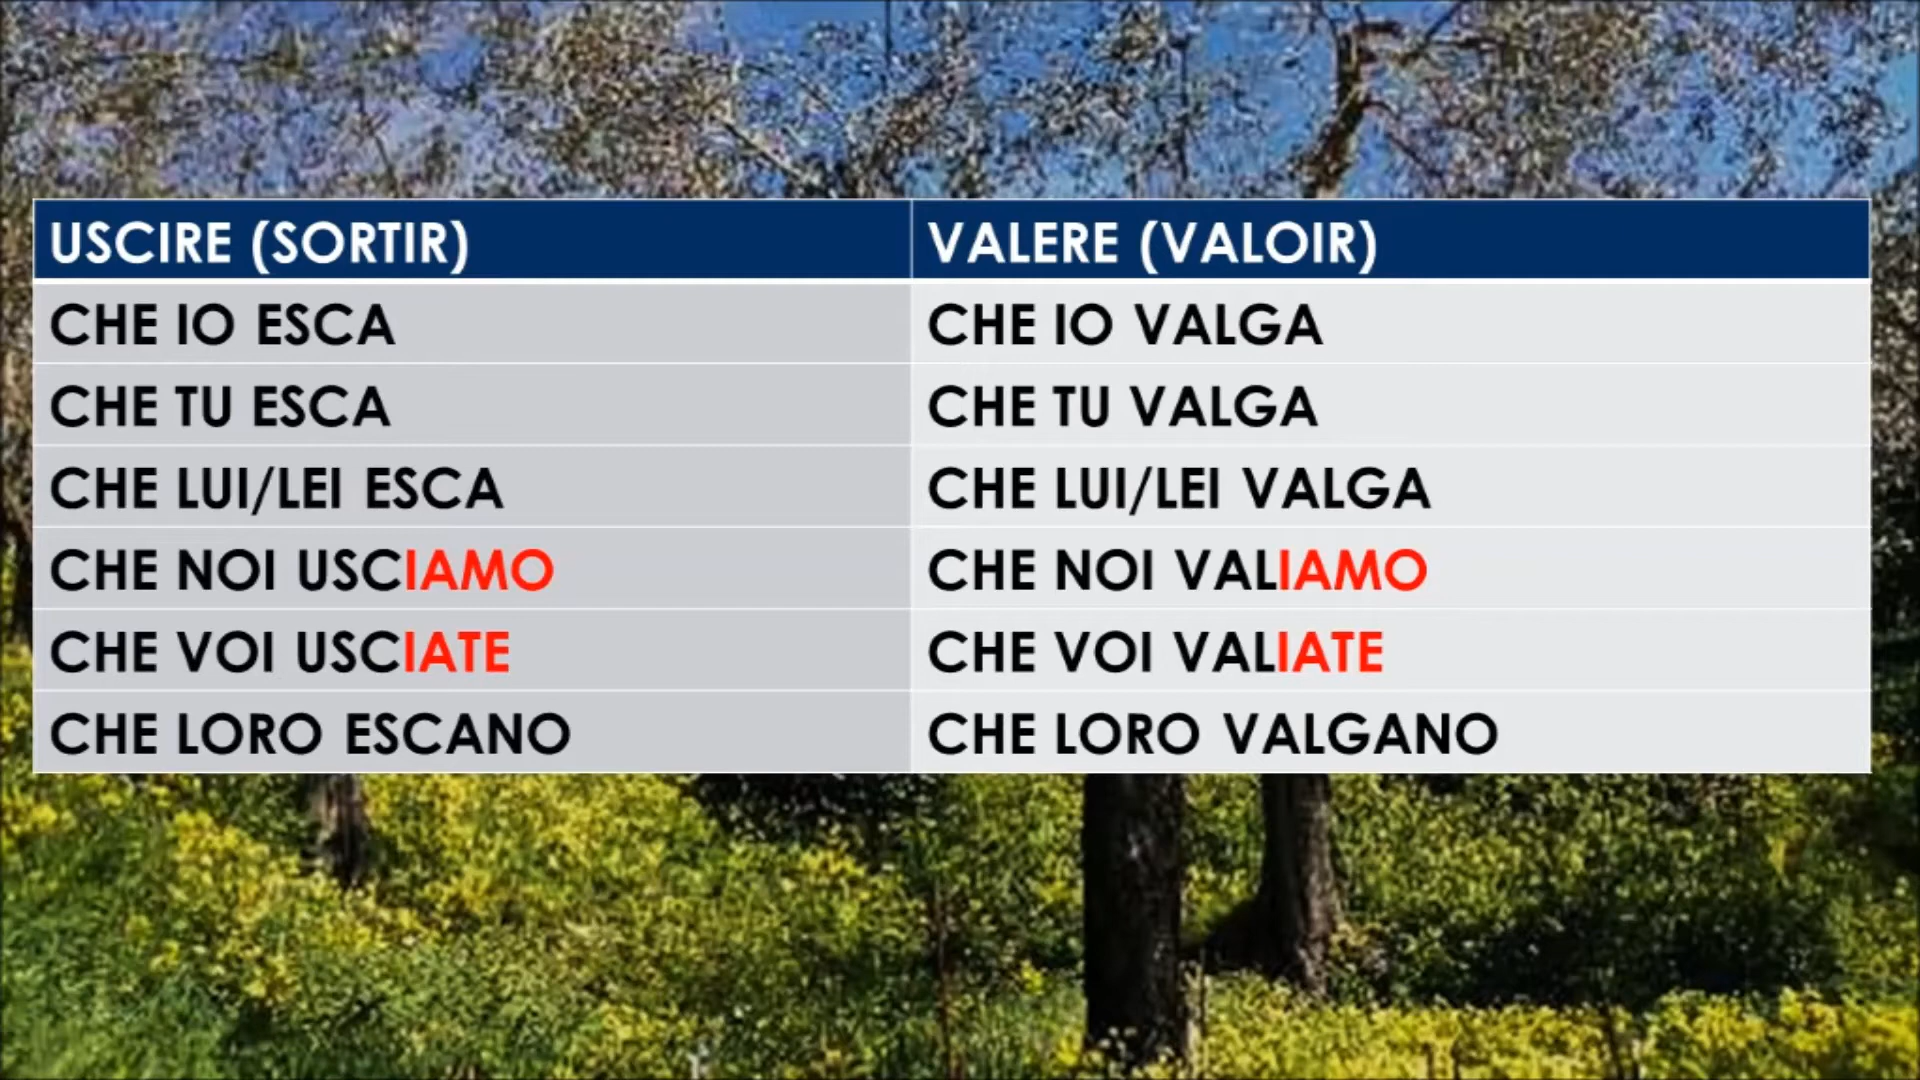 USCIRE (SORTIR) VALERE (VALOIR)
CHE IO ESCA CHE IO VALGA
CHE TU ESCA CHE TU VALGA
CHE LUI/LEI ESCA CHE LUI/LEI VALGA
CHE NOI USCIAMO CHE NOI VALIAMO
CHE VOI USCIATE CHE VOI VALIATE
CHE LORO ESCANO CHE LORO VALGANO